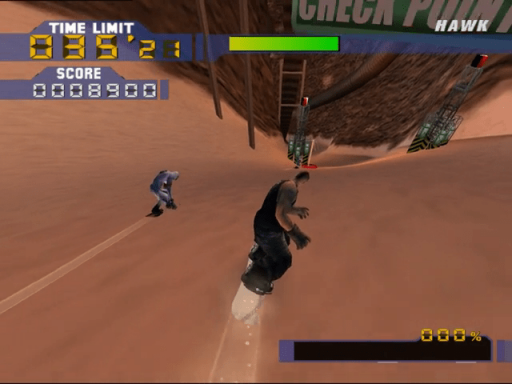 CHECK POINT
HAWK
TIME LIMIT
035'21
SCORE
0008900
000%